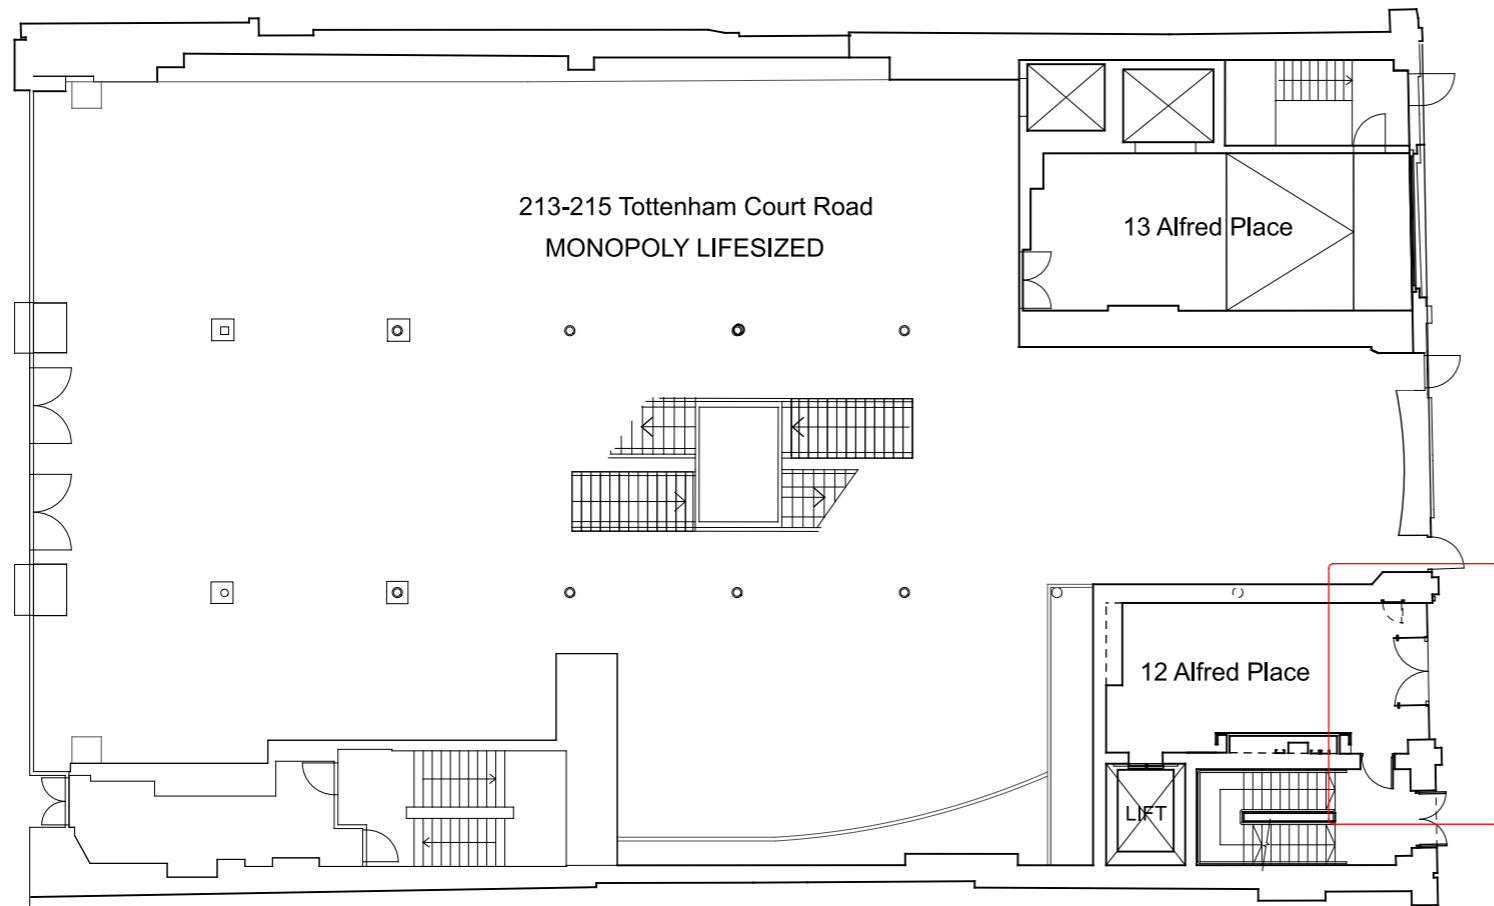 213-215 Tottenham Court Road
MONOPOLY LIFESIZED
13 Alfred Place
12 Alfred Place
LIFT